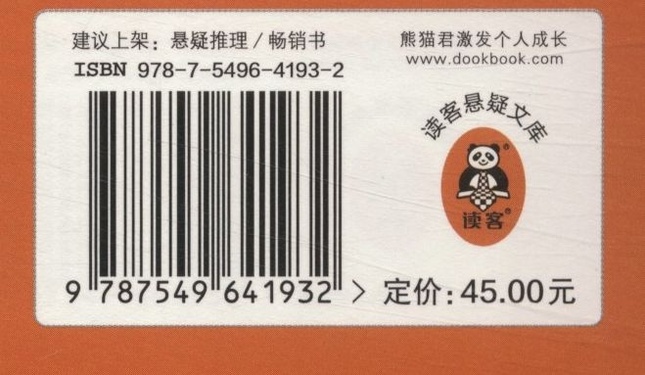 建议上架：悬疑推理/畅销书
ISBN 978-7-5496-4193-2
9 787549 641932 >
熊猫君激发个人成长
www.dookbook.com
读客悬疑文库
®
读客®
定价:45.00元